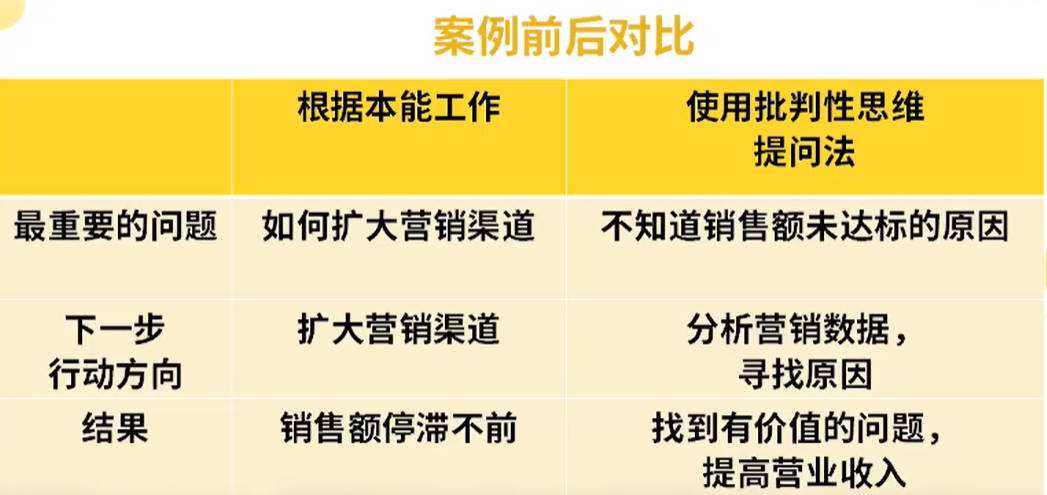 案例前后对比
根据本能工作
使用批判性思维
提问法
最重要的问题
如何扩大营销渠道
不知道销售额未达标的原因
下一步
行动方向
扩大营销渠道
分析营销数据，
寻找原因
结果
销售额停滞不前
找到有价值的问题，
提高营业收入